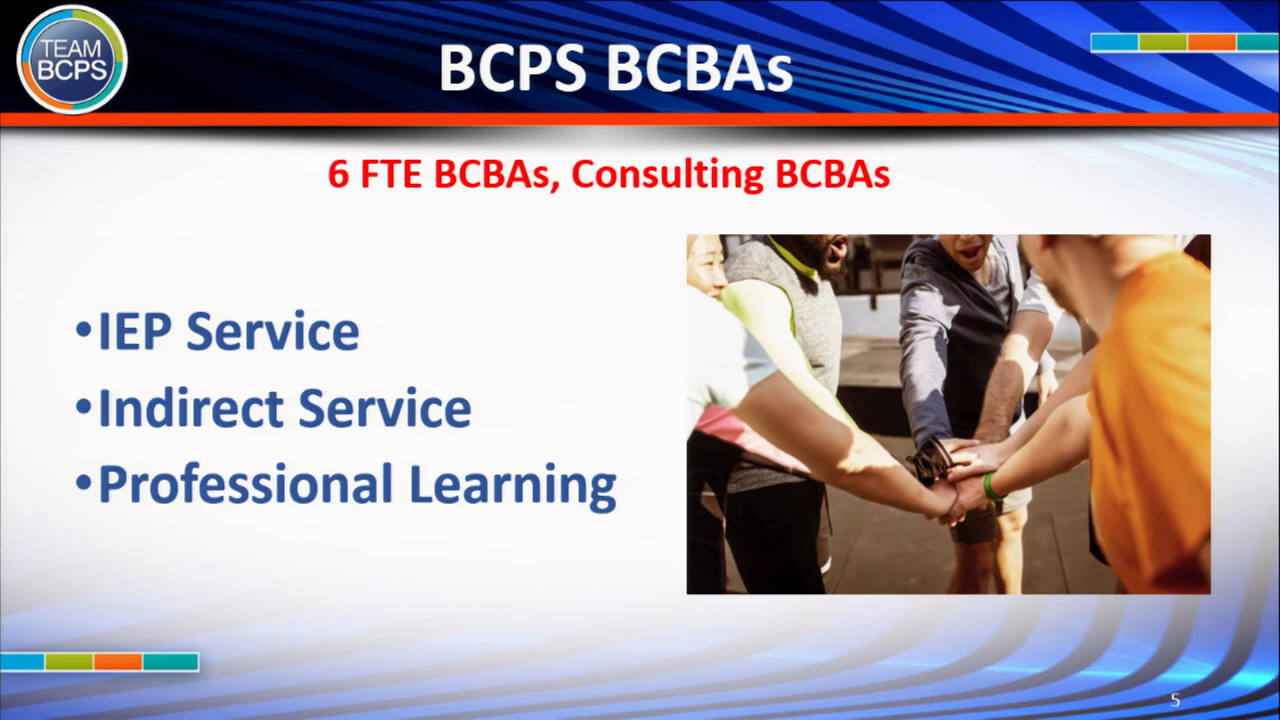 TEAM
BCPS
BCPS BCBAs
6 FTE BCBAs, Consulting BCBAs
•IEP Service
•Indirect Service
•Professional Learning
5